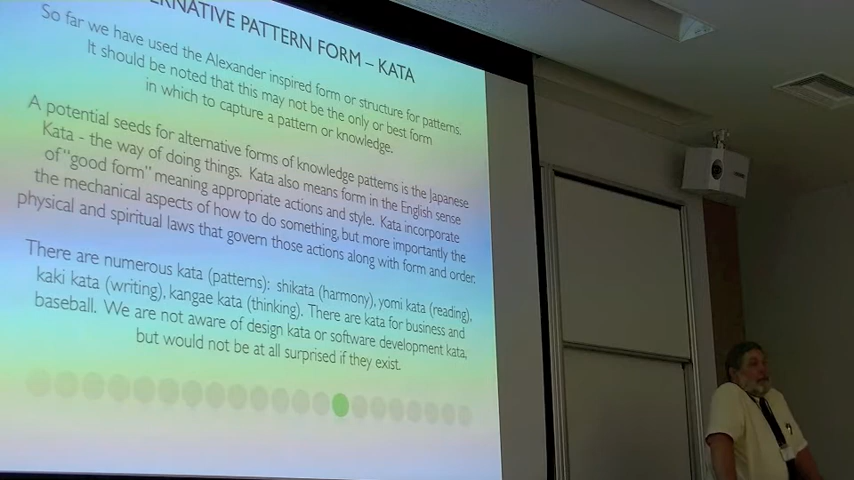 ERNATIVE PATTERN FORM – KATA
So far we have used the Alexander inspired form or structure for patterns.
It should be noted that this may not be the only or best form
in which to capture a pattern or knowledge.
A potential seeds for alternative forms of knowledge patterns is the Japanese
Kata - the way of doing things. Kata also means form in the English sense
of "good form" meaning appropriate actions and style. Kata incorporate
the mechanical aspects of how to do something, but more importantly the
physical and spiritual laws that govern those actions along with form and order.
There are numerous kata (patterns): shikata (harmony), yomi kata (reading),
kaki kata (writing), kangae kata (thinking). There are kata for business and
baseball. We are not aware of design kata or software development kata,
but would not be at all surprised if they exist.